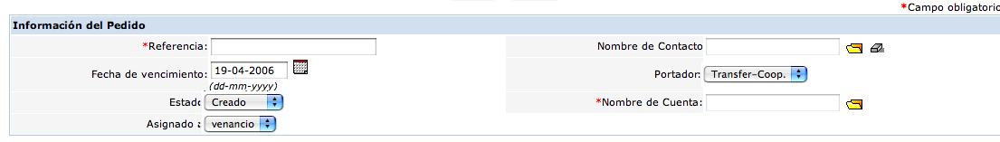 *Campo obligatorio
Información del Pedido
*Referencia:
Nombre de Contacto
Fecha de vencimiento: 19-04-2006
(dd-mm-yyyy)
Portador: Transfer-Coop.
Estado Creado
*Nombre de Cuenta:
Asignado a venancio